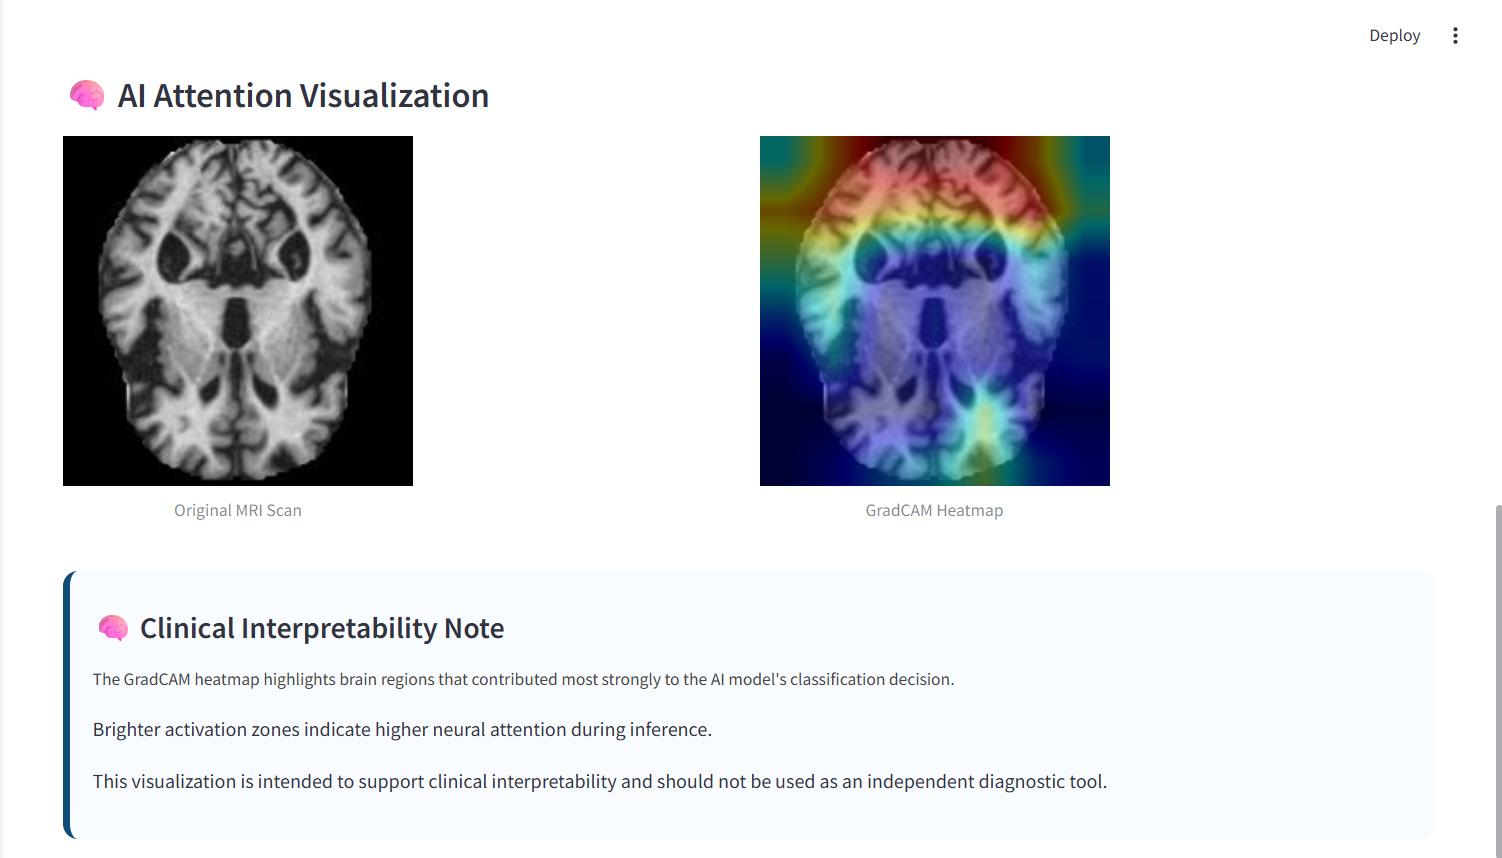 Deploy
AI Attention Visualization
Original MRI Scan
GradCAM Heatmap
Clinical Interpretability Note
The GradCAM heatmap highlights brain regions that contributed most strongly to the AI model's classification decision.
Brighter activation zones indicate higher neural attention during inference.
This visualization is intended to support clinical interpretability and should not be used as an independent diagnostic tool.